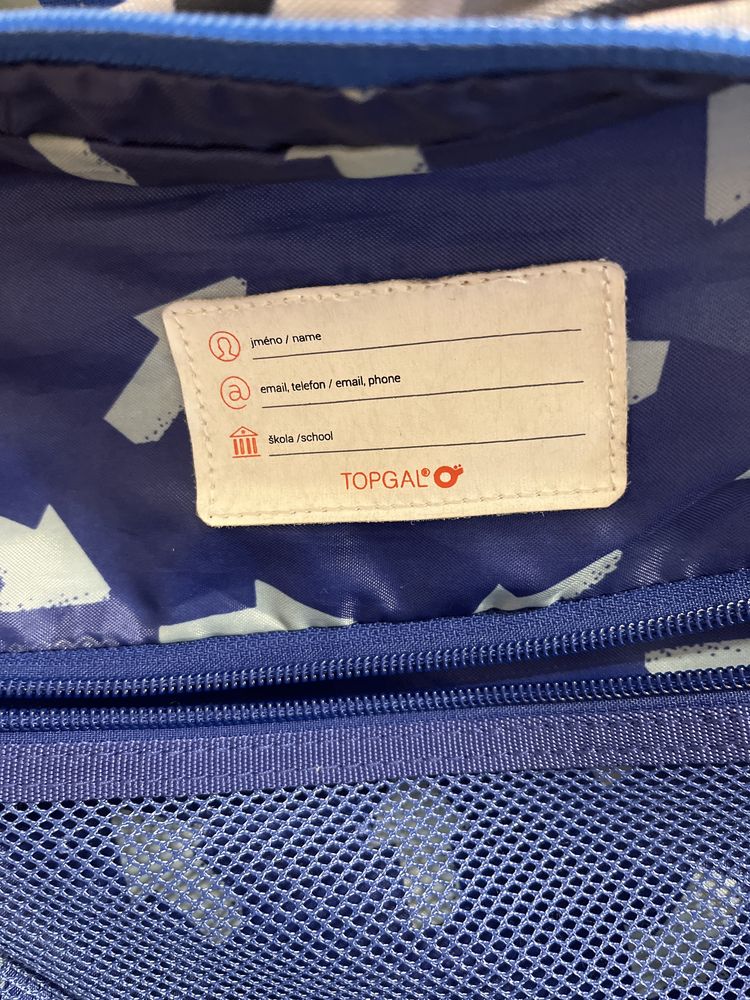 jméno / name
email, telefon / email, phone
škola /school
TOPGAL®